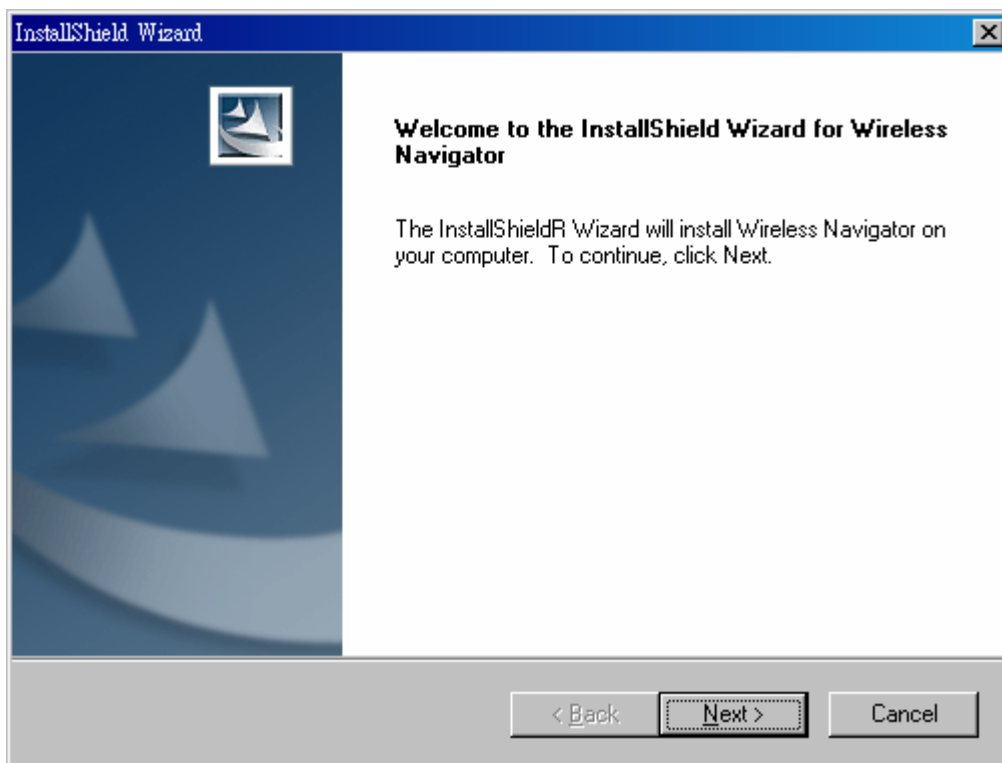 InstallShield Wizard
Welcome to the InstallShield Wizard for Wireless
Navigator
The InstallShieldR Wizard will install Wireless Navigator on
your computer.  To continue, click Next.
< Back
Next >
Cancel